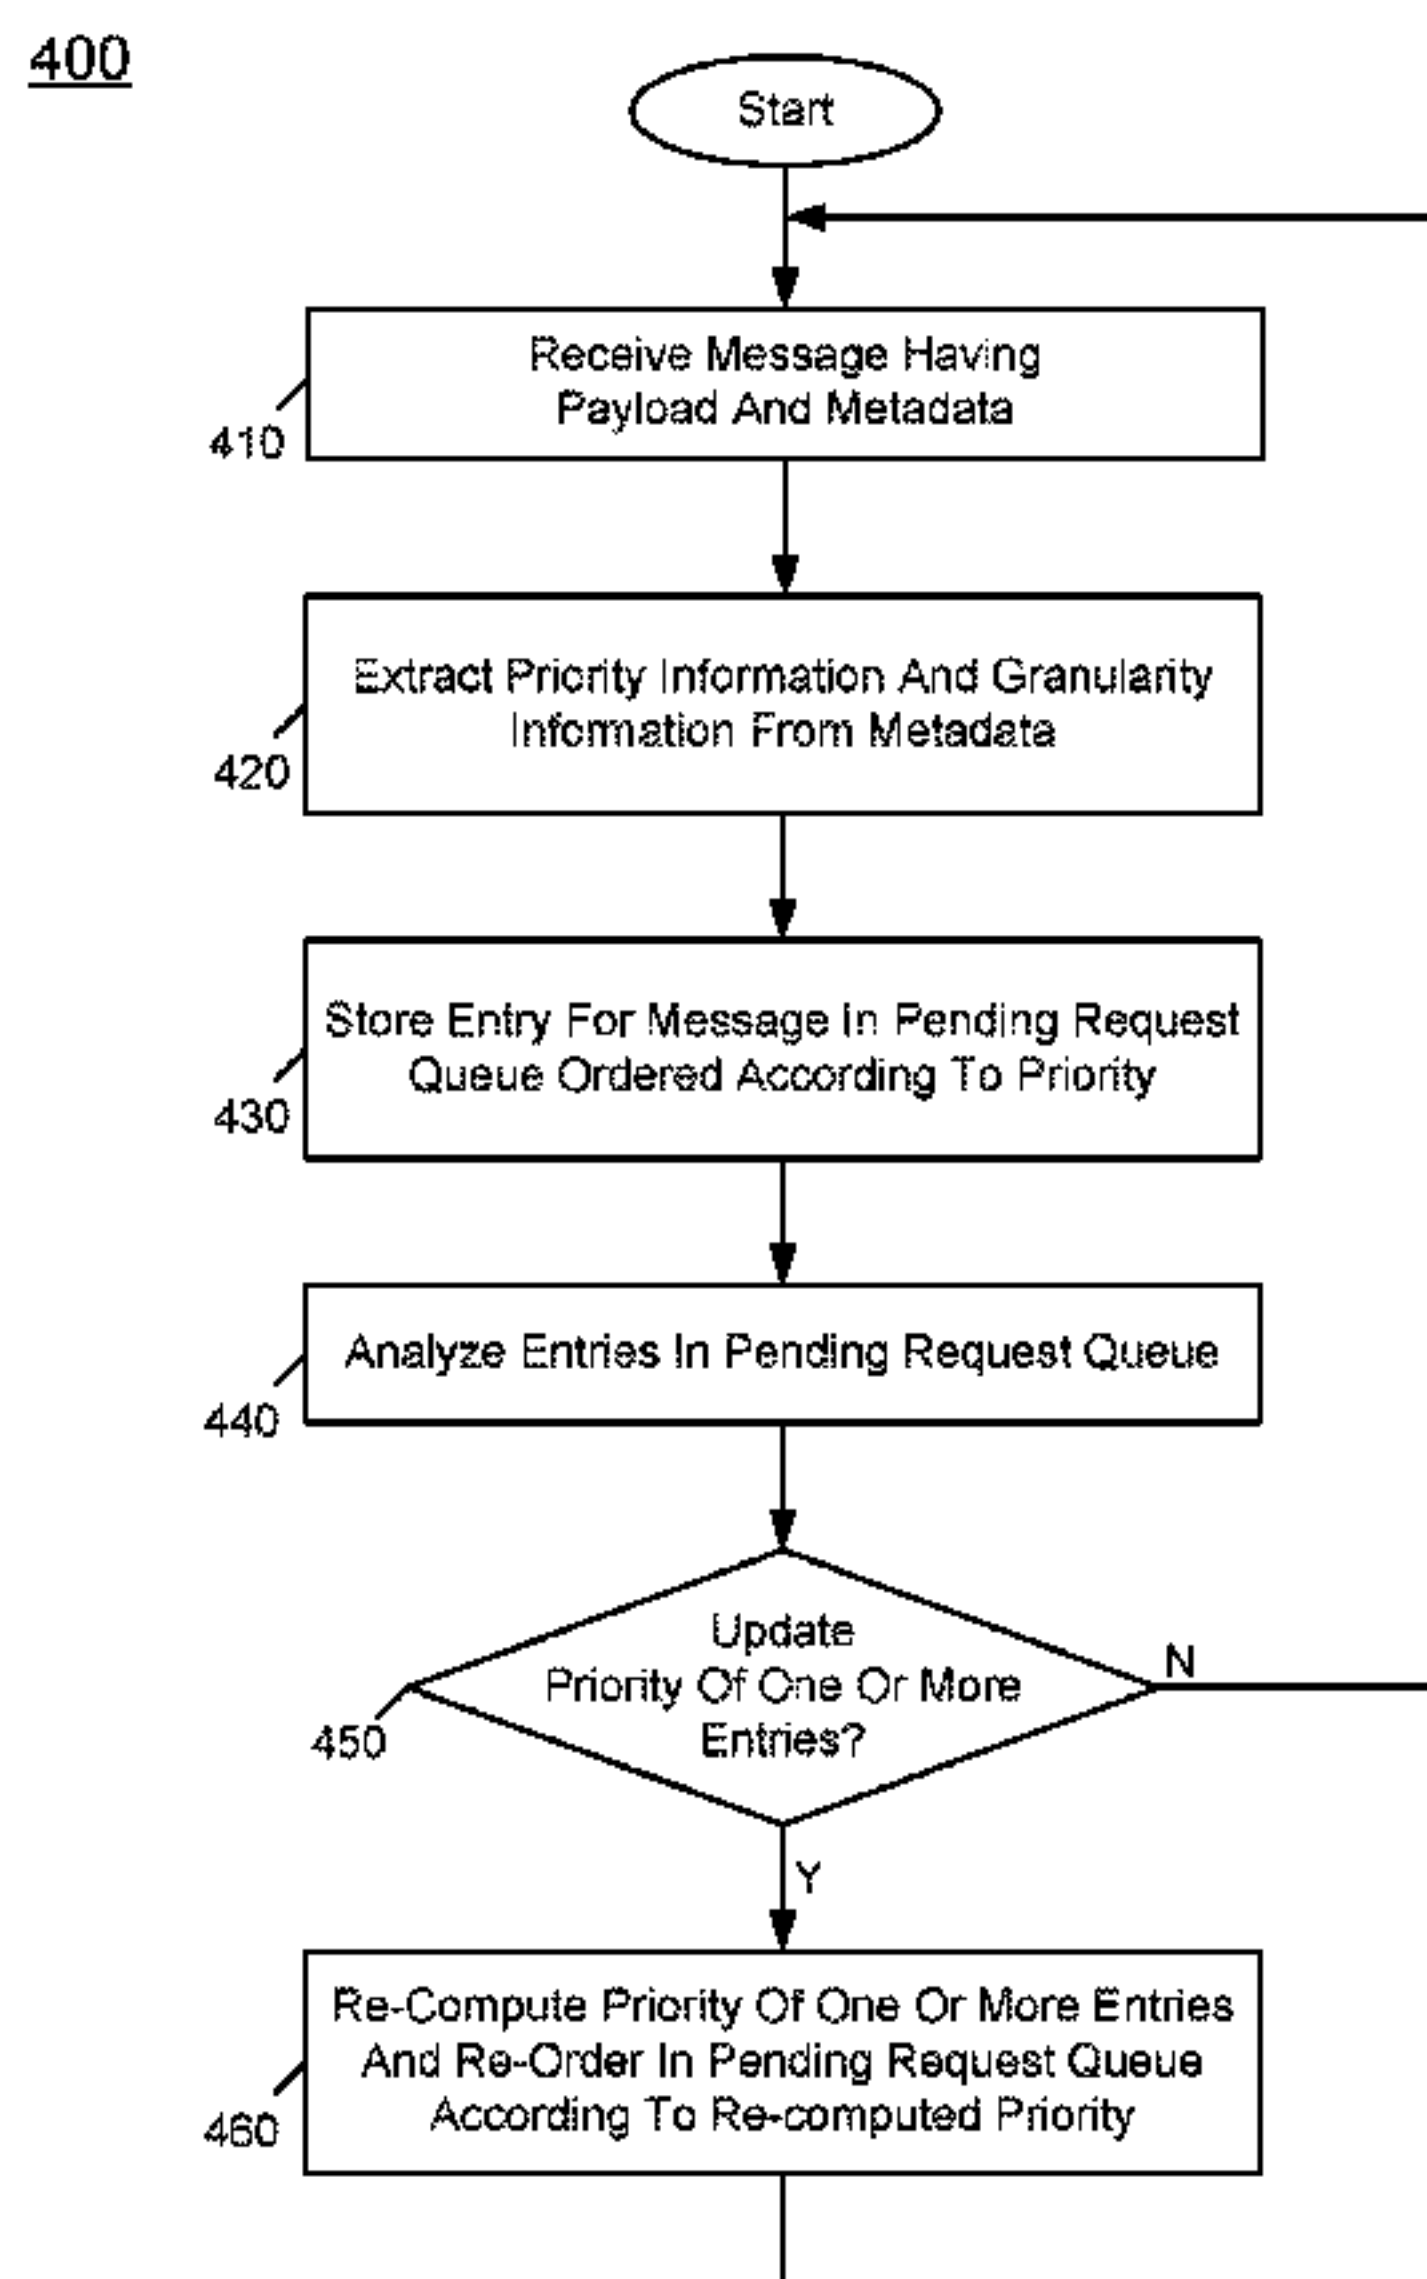 400
Start
Receive Message Having
Payload And Metadata
410
Extract Priority Information And Granularity
Information From Metadata
420
Store Entry For Message In Pending Request
Queue Ordered According To Priority
430
Analyze Entries In Pending Request Queue
440
Update
Priority Of One Or More
Entries?
N
450
Y
Re-Compute Priority Of One Or More Entries
And Re-Order In Pending Request Queue
According To Re-computed Priority
460